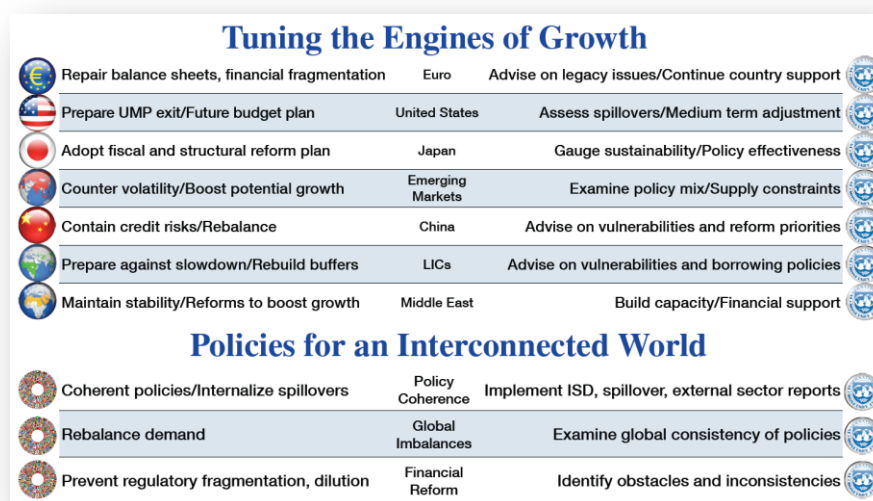 Tuning the Engines of Growth
Repair balance sheets, financial fragmentation Euro Advise on legacy issues/Continue country support
Prepare UMP exit/Future budget plan United States Assess spillovers/Medium term adjustment
Adopt fiscal and structural reform plan Japan Gauge sustainability/Policy effectiveness
Counter volatility/Boost potential growth Emerging Markets Examine policy mix/Supply constraints
Contain credit risks/Rebalance China Advise on vulnerabilities and reform priorities
Prepare against slowdown/Rebuild buffers LICs Advise on vulnerabilities and borrowing policies
Maintain stability/Reforms to boost growth Middle East Build capacity/Financial support
Policies for an Interconnected World
Coherent policies/Internalize spillovers Policy Coherence Implement ISD, spillover, external sector reports
Rebalance demand Global Imbalances Examine global consistency of policies
Prevent regulatory fragmentation, dilution Financial Reform Identify obstacles and inconsistencies